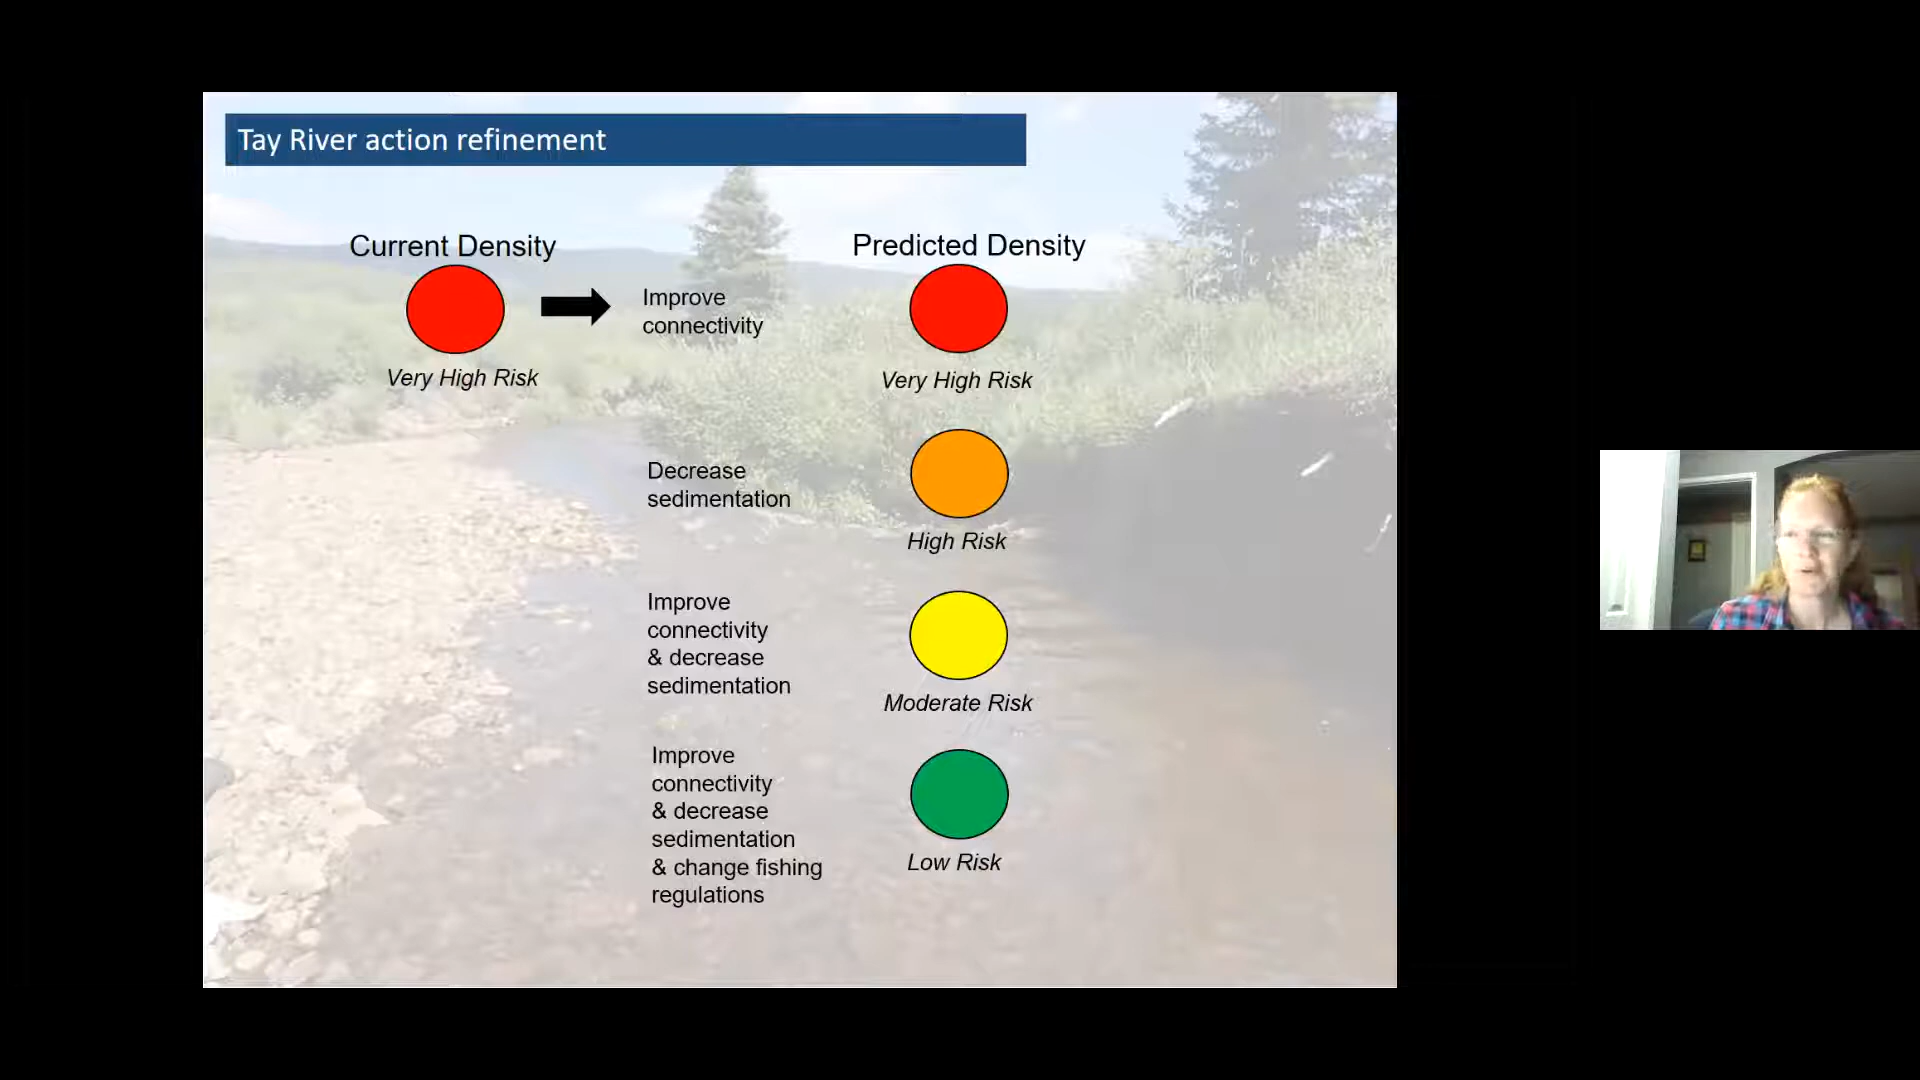 Tay River action refinement
Current Density
Predicted Density
Improve
connectivity
Very High Risk
Very High Risk
Decrease
sedimentation
High Risk
Improve
connectivity
& decrease
sedimentation
Moderate Risk
Improve
connectivity
& decrease
sedimentation
& change fishing
regulations
Low Risk